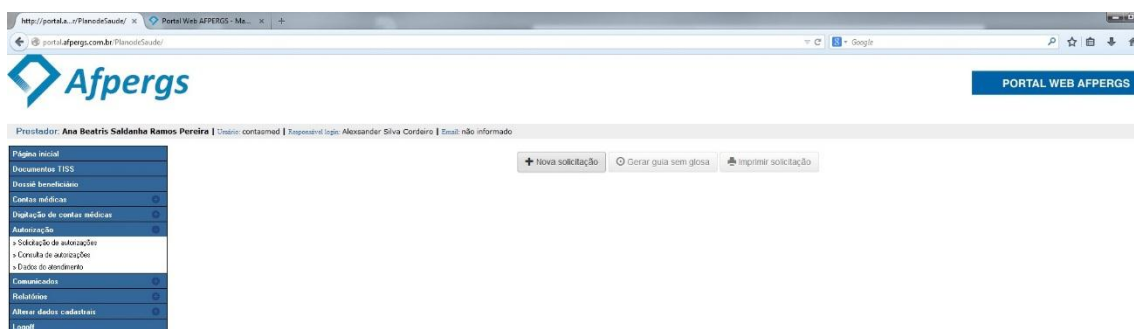 http://portal.a...r/PlanodeSaude/ × Portal Web AFPERGS - Ma... × +
portal.afpergs.com.br/PlanodeSaude/ Google
Afpergs
PORTAL WEB AFPERGS
Prestador: Ana Beatris Saldanha Ramos Pereira | Usuário: contasmed | Responsável login: Alexsander Silva Cordeiro | Email: não informado
Página inicial
Documentos TISS
Dossiê beneficiário
Contas médicas
Digitação de contas médicas
Autorização
» Solicitação de autorizações
» Consulta de autorizações
» Dados do atendimento
Comunicados
Relatórios
Alterar dados cadastrais
Logoff
+ Nova solicitação Gerar guia sem glosa Imprimir solicitação